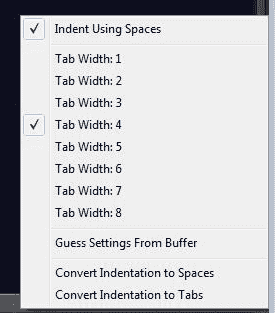 Indent Using Spaces
Tab Width: 1
Tab Width: 2
Tab Width: 3
Tab Width: 4
Tab Width: 5
Tab Width: 6
Tab Width: 7
Tab Width: 8
Guess Settings From Buffer
Convert Indentation to Spaces
Convert Indentation to Tabs